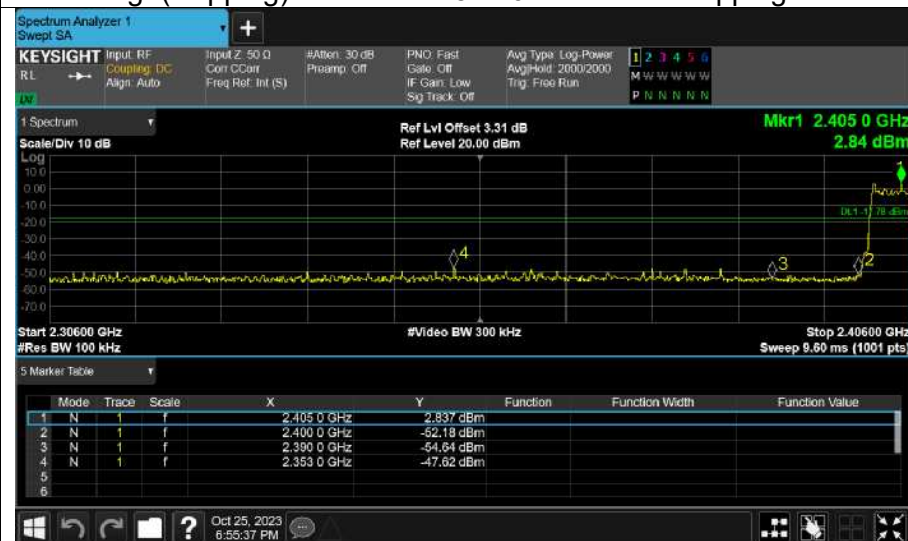 Spectrum Analyzer 1
Swept SA
+
KEYSIGHT Input: RF Input Z: 50 Ω #Atten: 30 dB PNO: Fast Avg Type: Log-Power 1 2 3 4 5 6
RL Coupling: DC Corr CCorr Preamp: Off Gate: Off Avg|Hold: 2000/2000 M W W W W W
Align: Auto Freq Ref: Int (S) IF Gain: Low Trig: Free Run P N N N N N
Sig Track: Off
1 Spectrum Ref Lvl Offset 3.31 dB Mkr1 2.405 0 GHz
Scale/Div 10 dB Ref Level 20.00 dBm 2.84 dBm
Log
10.0
0.00
-10.0
-20.0
-30.0
-40.0
-50.0
-60.0
-70.0
4
3
2
Start 2.30600 GHz #Video BW 300 kHz Stop 2.40600 GHz
#Res BW 100 kHz Sweep 9.60 ms (1001 pts)
5 Marker Table
Mode Trace Scale X Y Function Function Width Function Value
1 N 1 f 2.405 0 GHz 2.837 dBm
2 N 1 f 2.400 0 GHz -52.18 dBm
3 N 1 f 2.390 0 GHz -54.64 dBm
4 N 1 f 2.353 0 GHz -47.62 dBm
5
6
? Oct 25, 2023
6:55:37 PM